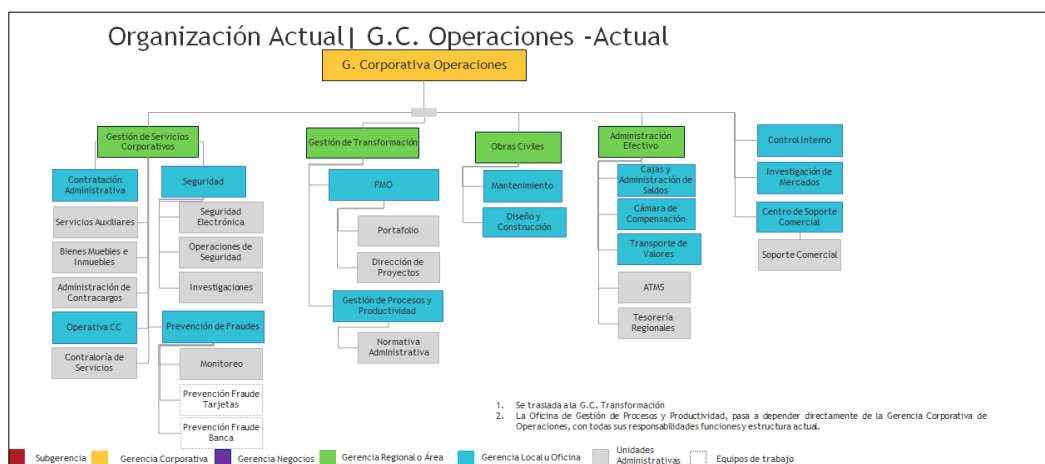 Organización Actual| G.C. Operaciones -Actual
G. Corporativa Operaciones
Gestión de Servicios
Corporativos
Contratación
Administrativa
Servicios Auxiliares
Bienes Muebles e
Inmuebles
Administración de
Contracargos
Operativa CC
Contraloría de
Servicios
Seguridad
Seguridad
Electrónica
Operaciones de
Seguridad
Investigaciones
Prevención de Fraudes
Monitoreo
Prevención Fraude
Tarjetas
Prevención Fraude
Banca
Gestión de Transformación
PMO
Portafolio
Dirección de
Proyectos
Gestión de Procesos y
Productividad
Normativa
Administrativa
Obras Civiles
Mantenimiento
Diseño y
Construcción
Administración
Efectivo
Cajas y
Administración de
Saldos
Cámara de
Compensación
Transporte de
Valores
ATMS
Tesorería
Regionales
Control Interno
Investigación de
Mercados
Centro de Soporte
Comercial
Soporte Comercial
1. Se traslada a la G.C. Transformación
2. La Oficina de Gestión de Procesos y Productividad, pasa a depender directamente de la Gerencia Corporativa de
Operaciones, con todas sus responsabilidades funciones y estructura actual.
Subgerencia
Gerencia Corporativa
Gerencia Negocios
Gerencia Regional o Área
Gerencia Local u Oficina
Unidades
Administrativas
Equipos de trabajo